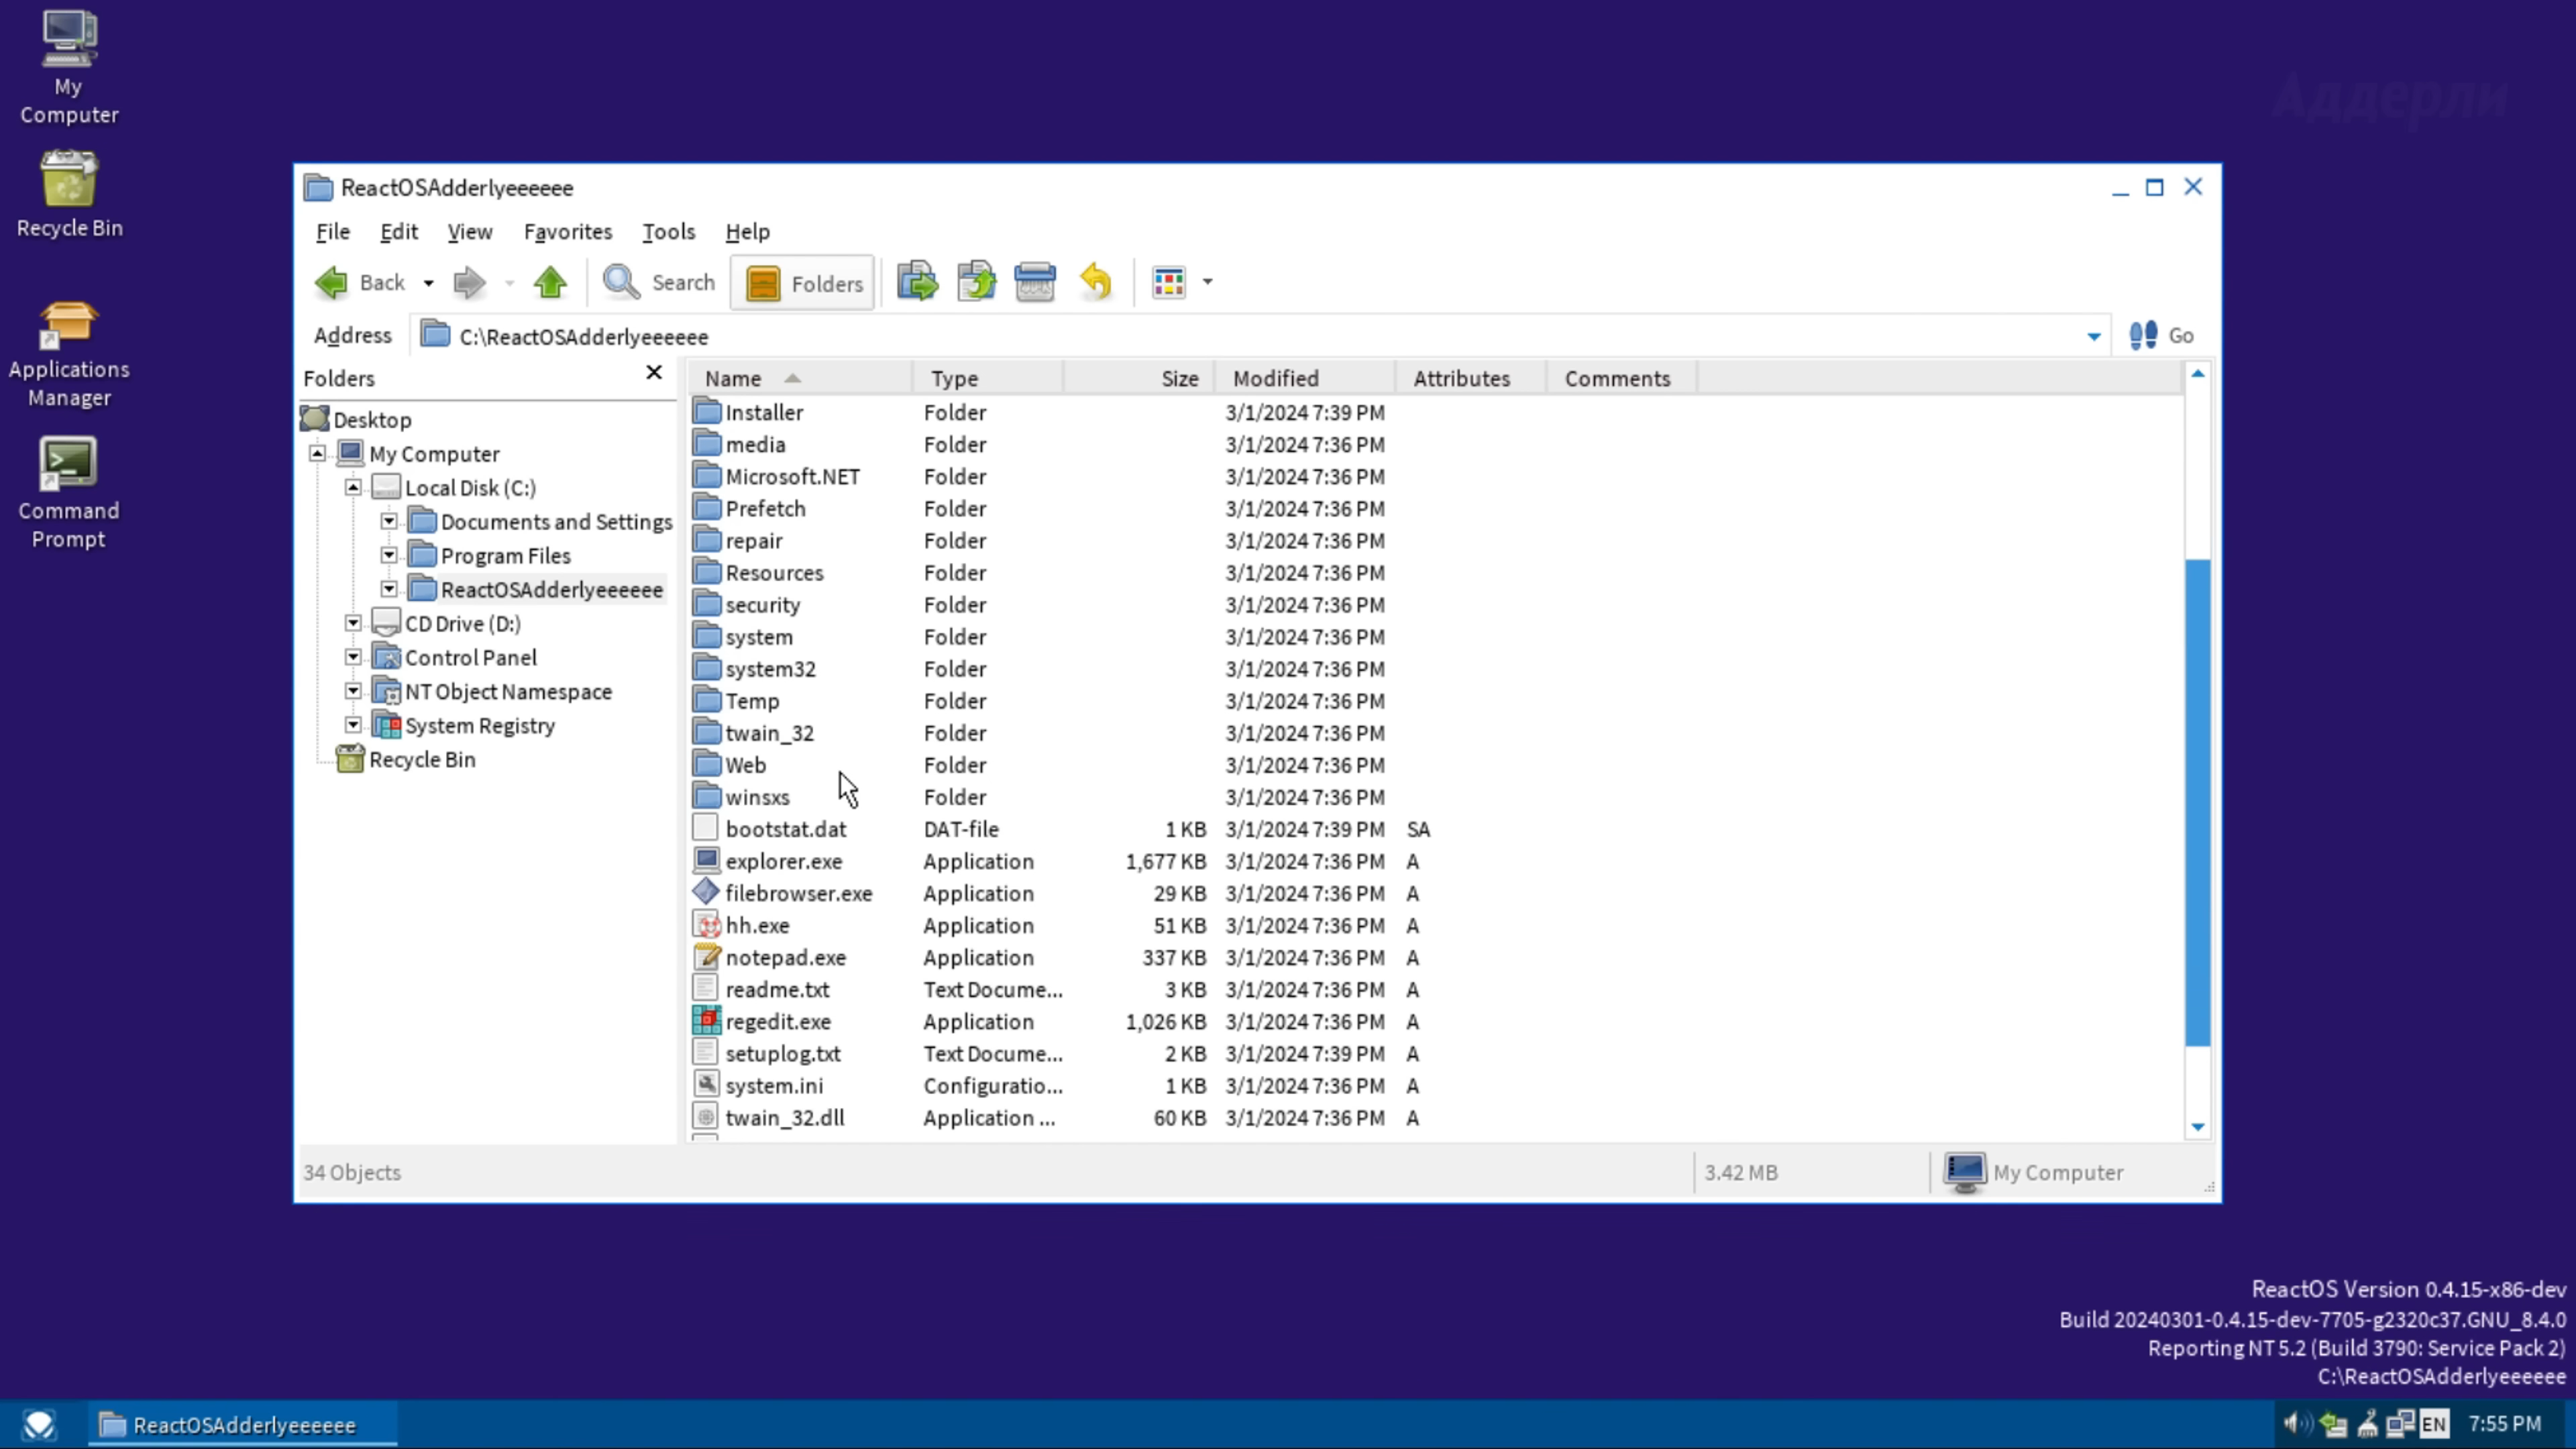 My
Computer
Recycle Bin
Applications
Manager
Command
Prompt
Аддерли
ReactOSAdderlyeeeeee
File Edit View Favorites Tools Help
Back Search Folders
Address C:\ReactOSAdderlyeeeeee Go
Folders
Desktop
My Computer
Local Disk (C:)
Documents and Settings
Program Files
ReactOSAdderlyeeeeee
CD Drive (D:)
Control Panel
NT Object Namespace
System Registry
Recycle Bin
Name Type Size Modified Attributes Comments
Installer Folder 3/1/2024 7:39 PM
media Folder 3/1/2024 7:36 PM
Microsoft.NET Folder 3/1/2024 7:36 PM
Prefetch Folder 3/1/2024 7:36 PM
repair Folder 3/1/2024 7:36 PM
Resources Folder 3/1/2024 7:36 PM
security Folder 3/1/2024 7:36 PM
system Folder 3/1/2024 7:36 PM
system32 Folder 3/1/2024 7:36 PM
Temp Folder 3/1/2024 7:36 PM
twain_32 Folder 3/1/2024 7:36 PM
Web Folder 3/1/2024 7:36 PM
winsxs Folder 3/1/2024 7:36 PM
bootstat.dat DAT-file 1 KB 3/1/2024 7:39 PM SA
explorer.exe Application 1,677 KB 3/1/2024 7:36 PM A
filebrowser.exe Application 29 KB 3/1/2024 7:36 PM A
hh.exe Application 51 KB 3/1/2024 7:36 PM A
notepad.exe Application 337 KB 3/1/2024 7:36 PM A
readme.txt Text Docume... 3 KB 3/1/2024 7:36 PM A
regedit.exe Application 1,026 KB 3/1/2024 7:36 PM A
setuplog.txt Text Docume... 2 KB 3/1/2024 7:39 PM A
system.ini Configuratio... 1 KB 3/1/2024 7:36 PM A
twain_32.dll Application ... 60 KB 3/1/2024 7:36 PM A
34 Objects 3.42 MB My Computer
ReactOS Version 0.4.15-x86-dev
Build 20240301-0.4.15-dev-7705-g2320c37.GNU_8.4.0
Reporting NT 5.2 (Build 3790: Service Pack 2)
C:\ReactOSAdderlyeeeeee
ReactOSAdderlyeeeeee EN 7:55 PM